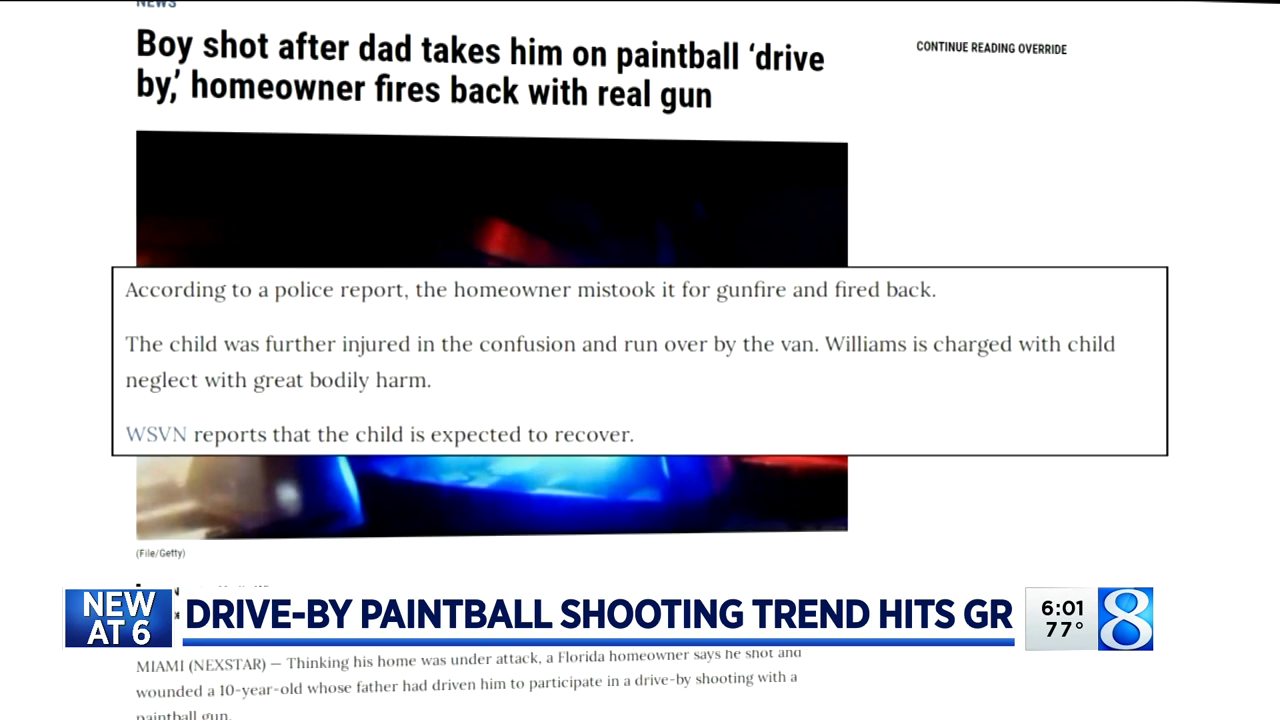 NEWS
Boy shot after dad takes him on paintball ‘drive
by,’ homeowner fires back with real gun
CONTINUE READING OVERRIDE
According to a police report, the homeowner mistook it for gunfire and fired back.
The child was further injured in the confusion and run over by the van. Williams is charged with child
neglect with great bodily harm.
WSVN reports that the child is expected to recover.
(File/Getty)
NEW
AT 6
DRIVE-BY PAINTBALL SHOOTING TREND HITS GR
6:01
77°
8
MIAMI (NEXSTAR) — Thinking his home was under attack, a Florida homeowner says he shot and
wounded a 10-year-old whose father had driven him to participate in a drive-by shooting with a
paintball gun.